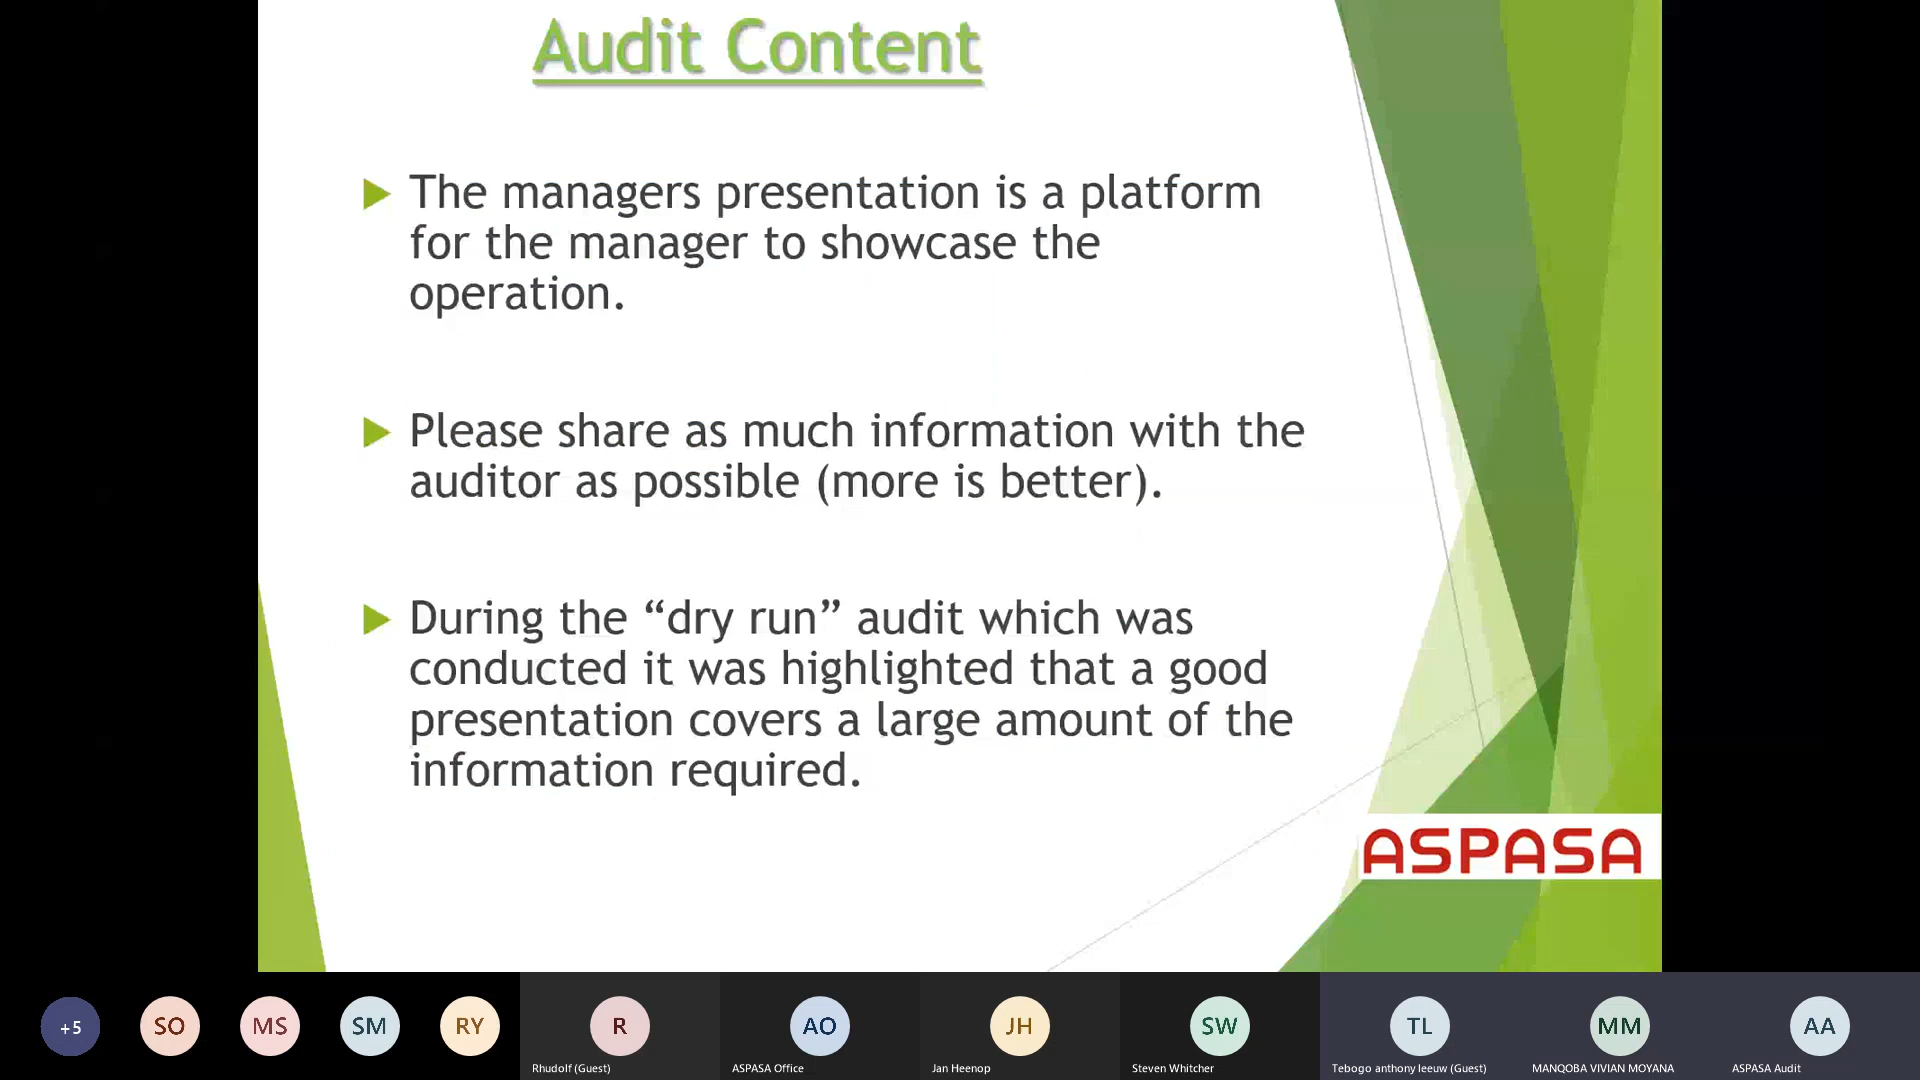 Audit Content
The managers presentation is a platform
for the manager to showcase the
operation.
Please share as much information with the
auditor as possible (more is better).
During the “dry run” audit which was
conducted it was highlighted that a good
presentation covers a large amount of the
information required.
ASPASA
+5
SO
MS
SM
RY
R
AO
JH
SW
TL
MM
AA
Rhudolf (Guest)
ASPASA Office
Jan Heenop
Steven Whitcher
Tebogo anthony leeuw (Guest)
MANQOBA VIVIAN MOYANA
ASPASA Audit